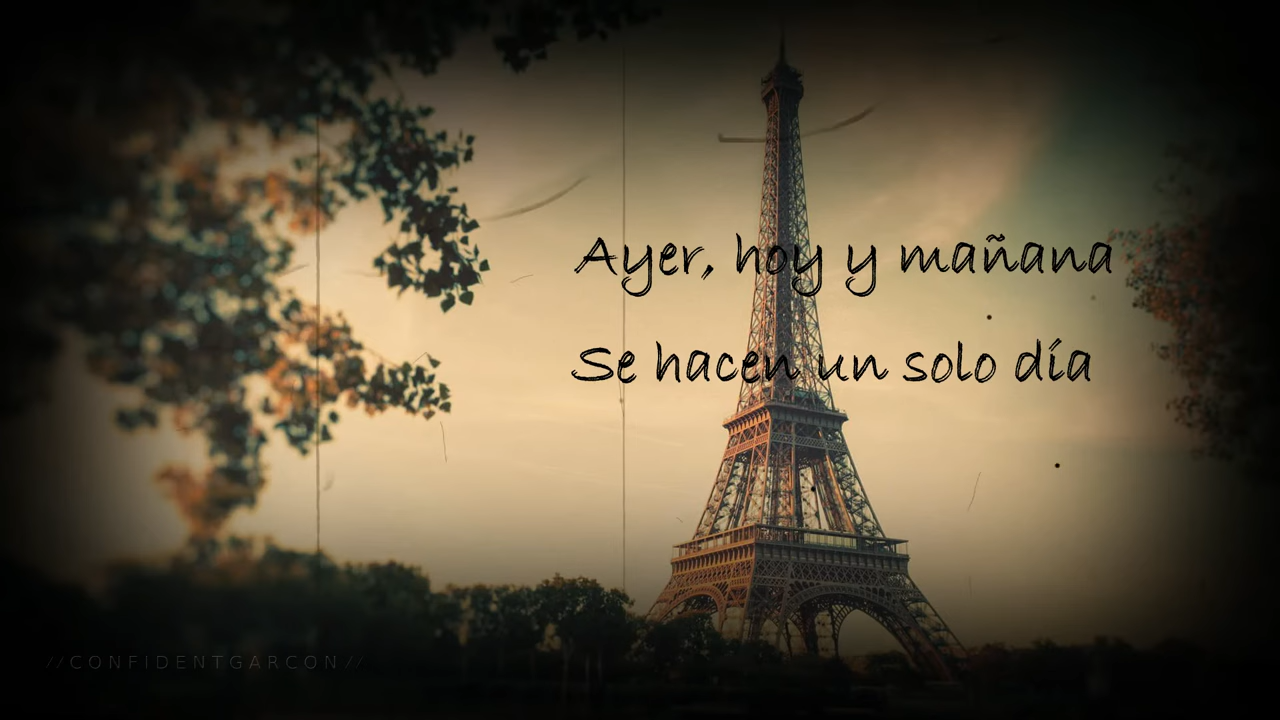 Ayer, hoy y mañana
Se hacen un solo día
//CONFIDENTGARCON//